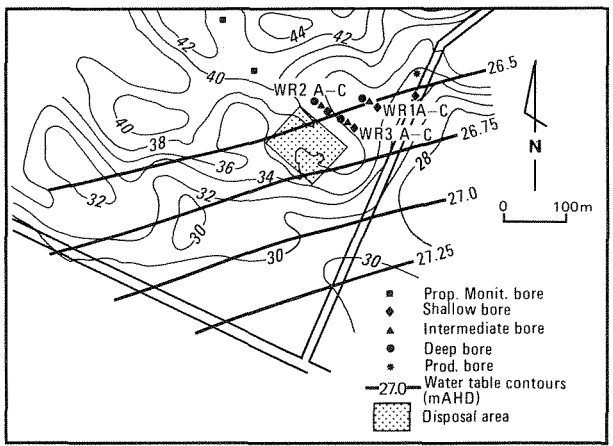 42
44
42
40
26.5
WR2 A-C
WR1A-C
40
WR3 A-C
26.75
38
36
28
34
32
32
27.0
30
30
30
27.25
N
0 100m
Prop. Monit. bore
Shallow bore
Intermediate bore
Deep bore
Prod. bore
27.0 Water table contours
(mAHD)
Disposal area